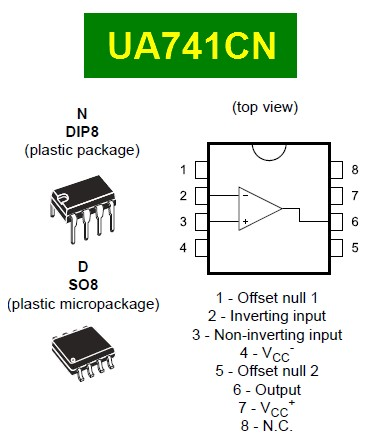 UA741CN
N
DIP8
(plastic package)
D
SO8
(plastic micropackage)
(top view)
1
2
3
4
8
7
6
5
-
+
1 - Offset null 1
2 - Inverting input
3 - Non-inverting input
4 - VCC-
5 - Offset null 2
6 - Output
7 - VCC+
8 - N.C.